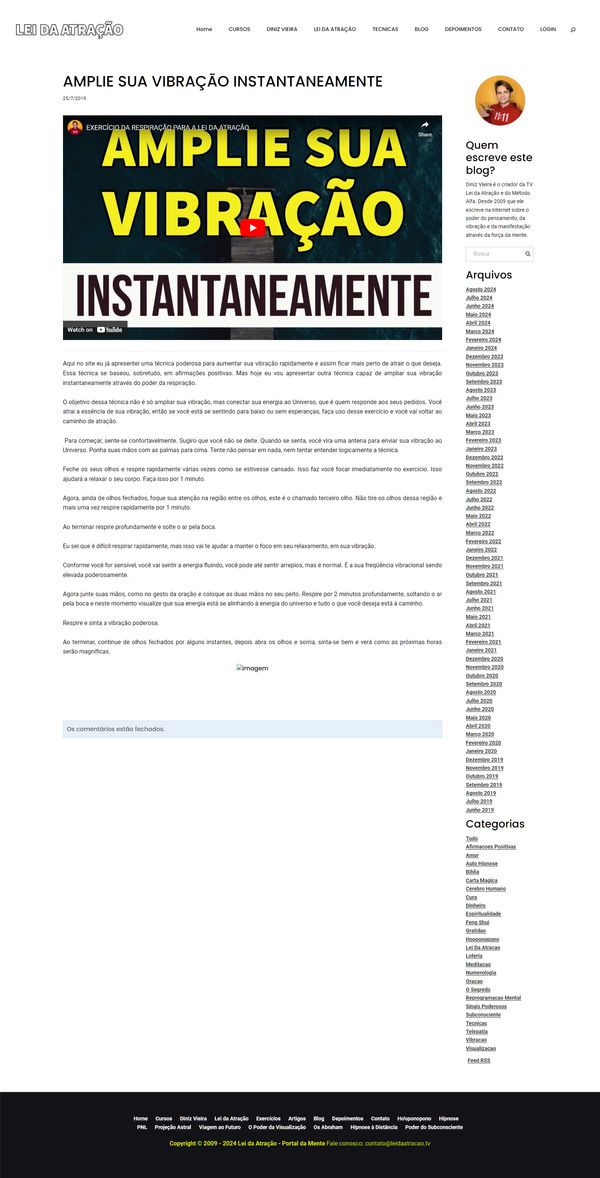 LEI DA ATRAÇÃO
Home CURSOS DINIZ VIEIRA LEI DA ATRAÇÃO TECNICAS BLOG DEPOIMENTOS CONTATO LOGIN
AMPLIE SUA VIBRAÇÃO INSTANTANEAMENTE
25/7/2019
EXERCÍCIO DA RESPIRAÇÃO PARA A LEI DA ATRAÇÃO
Share
AMPLIE SUA
VIBRAÇÃO
INSTANTANEAMENTE
Watch on YouTube
Aqui no site eu já apresentei uma técnica poderosa para aumentar sua vibração rapidamente e assim ficar mais perto de atrair o que deseja.
Essa técnica se baseou, sobretudo, em afirmações positivas. Mas hoje eu vou apresentar outra técnica capaz de ampliar sua vibração
instantaneamente através do poder da respiração.
O objetivo dessa técnica não é só ampliar sua vibração, mas conectar sua energia ao Universo, que é quem responde aos seus pedidos. Você
atrai a essência de sua vibração, então se você está se sentindo para baixo ou sem esperanças, faça uso desse exercício e você vai voltar ao
caminho de atração.
Para começar, sente-se confortavelmente. Sugiro que você não se deite. Quando se senta, você vira uma antena para enviar sua vibração ao
Universo. Ponha suas mãos com as palmas para cima. Tente não pensar em nada, nem tentar entender logicamente a técnica.
Feche os seus olhos e respire rapidamente várias vezes como se estivesse cansado. Isso faz você focar imediatamente no exercício. Isso
ajudará a relaxar o seu corpo. Faça isso por 1 minuto.
Agora, ainda de olhos fechados, foque sua atenção na região entre os olhos, este é o chamado terceiro olho. Não tire os olhos dessa região e
mais uma vez respire rapidamente por 1 minuto.
Ao terminar respire profundamente e solte o ar pela boca.
Eu sei que é difícil respirar rapidamente, mas isso vai te ajudar a manter o foco em seu relaxamento, em sua vibração.
Conforme você for sensível, você vai sentir a energia fluindo, você pode até sentir arrepios, mas é normal. É a sua freqüência vibracional sendo
elevada poderosamente.
Agora junte suas mãos, como no gesto da oração e coloque as duas mãos no seu peito. Respire por 2 minutos profundamente, soltando o ar
pela boca e neste momento visualize que sua energia está se alinhando à energia do universo e tudo o que você deseja está à caminho.
Respire e sinta a vibração poderosa.
Ao terminar, continue de olhos fechados por alguns instantes, depois abra os olhos e sorria, sinta-se bem e verá como as próximas horas
serão magníficas.
Imagem
Os comentários estão fechados.
11:11
Quem
escreve este
blog?
Diniz Vieira é o criador da TV
Lei da Atração e do Método
Alfa. Desde 2009 que ele
escreve na Internet sobre o
poder do pensamento, da
vibração e da manifestação
através da força da mente.
Busca
Arquivos
Agosto 2024
Julho 2024
Junho 2024
Maio 2024
Abril 2024
Março 2024
Fevereiro 2024
Janeiro 2024
Dezembro 2023
Novembro 2023
Outubro 2023
Setembro 2023
Agosto 2023
Julho 2023
Junho 2023
Maio 2023
Abril 2023
Março 2023
Fevereiro 2023
Janeiro 2023
Dezembro 2022
Novembro 2022
Outubro 2022
Setembro 2022
Agosto 2022
Julho 2022
Junho 2022
Maio 2022
Abril 2022
Março 2022
Fevereiro 2022
Janeiro 2022
Dezembro 2021
Novembro 2021
Outubro 2021
Setembro 2021
Agosto 2021
Julho 2021
Junho 2021
Maio 2021
Abril 2021
Março 2021
Fevereiro 2021
Janeiro 2021
Dezembro 2020
Novembro 2020
Outubro 2020
Setembro 2020
Agosto 2020
Julho 2020
Junho 2020
Maio 2020
Abril 2020
Março 2020
Fevereiro 2020
Janeiro 2020
Dezembro 2019
Novembro 2019
Outubro 2019
Setembro 2019
Agosto 2019
Julho 2019
Junho 2019
Categorias
Tudo
Afirmacoes Positivas
Amor
Auto Hipnose
Biblia
Carta Magica
Cerebro Humano
Cura
Dinheiro
Espiritualidade
Feng Shui
Gratidao
Hooponopono
Lei Da Atracao
Loteria
Meditacao
Numerologia
Oracao
O Segredo
Reprogramacao Mental
Sinais Poderosos
Subconsciente
Tecnicas
Telepatia
Vibracao
Visualizacao
Feed RSS
Home Cursos Diniz Vieira Lei da Atração Exercícios Artigos Blog Depoimentos Contato Ho'oponopono Hipnose
PNL Projeção Astral Viagem ao Futuro O Poder da Visualização Os Abraham Hipnose à Distância Poder do Subconsciente
Copyright © 2009 - 2024 Lei da Atração - Portal da Mente Fale conosco: contato@leidaatracao.tv